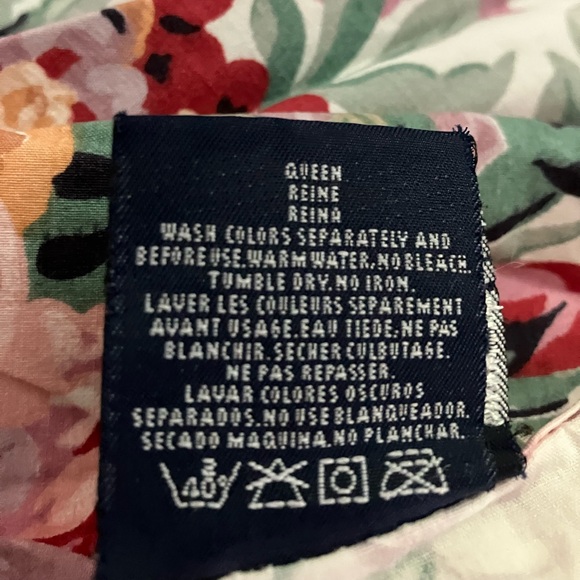 QUEEN
REINE
REINA
WASH COLORS SEPARATELY AND
BEFORE USE.WARM WATER.NO BLEACH.
TUMBLE DRY.NO IRON.
LAVER LES COULEURS SEPAREMENT
AVANT USAGE.EAU TIEDE.NE PAS
BLANCHIR.SECHER CULBUTAGE.
NE PAS REPASSER.
LAVAR COLORES OSCUROS
SEPARADOS.NO USE BLANQUEADOR.
SECADO MAQUINA.NO PLANCHAR.
40°